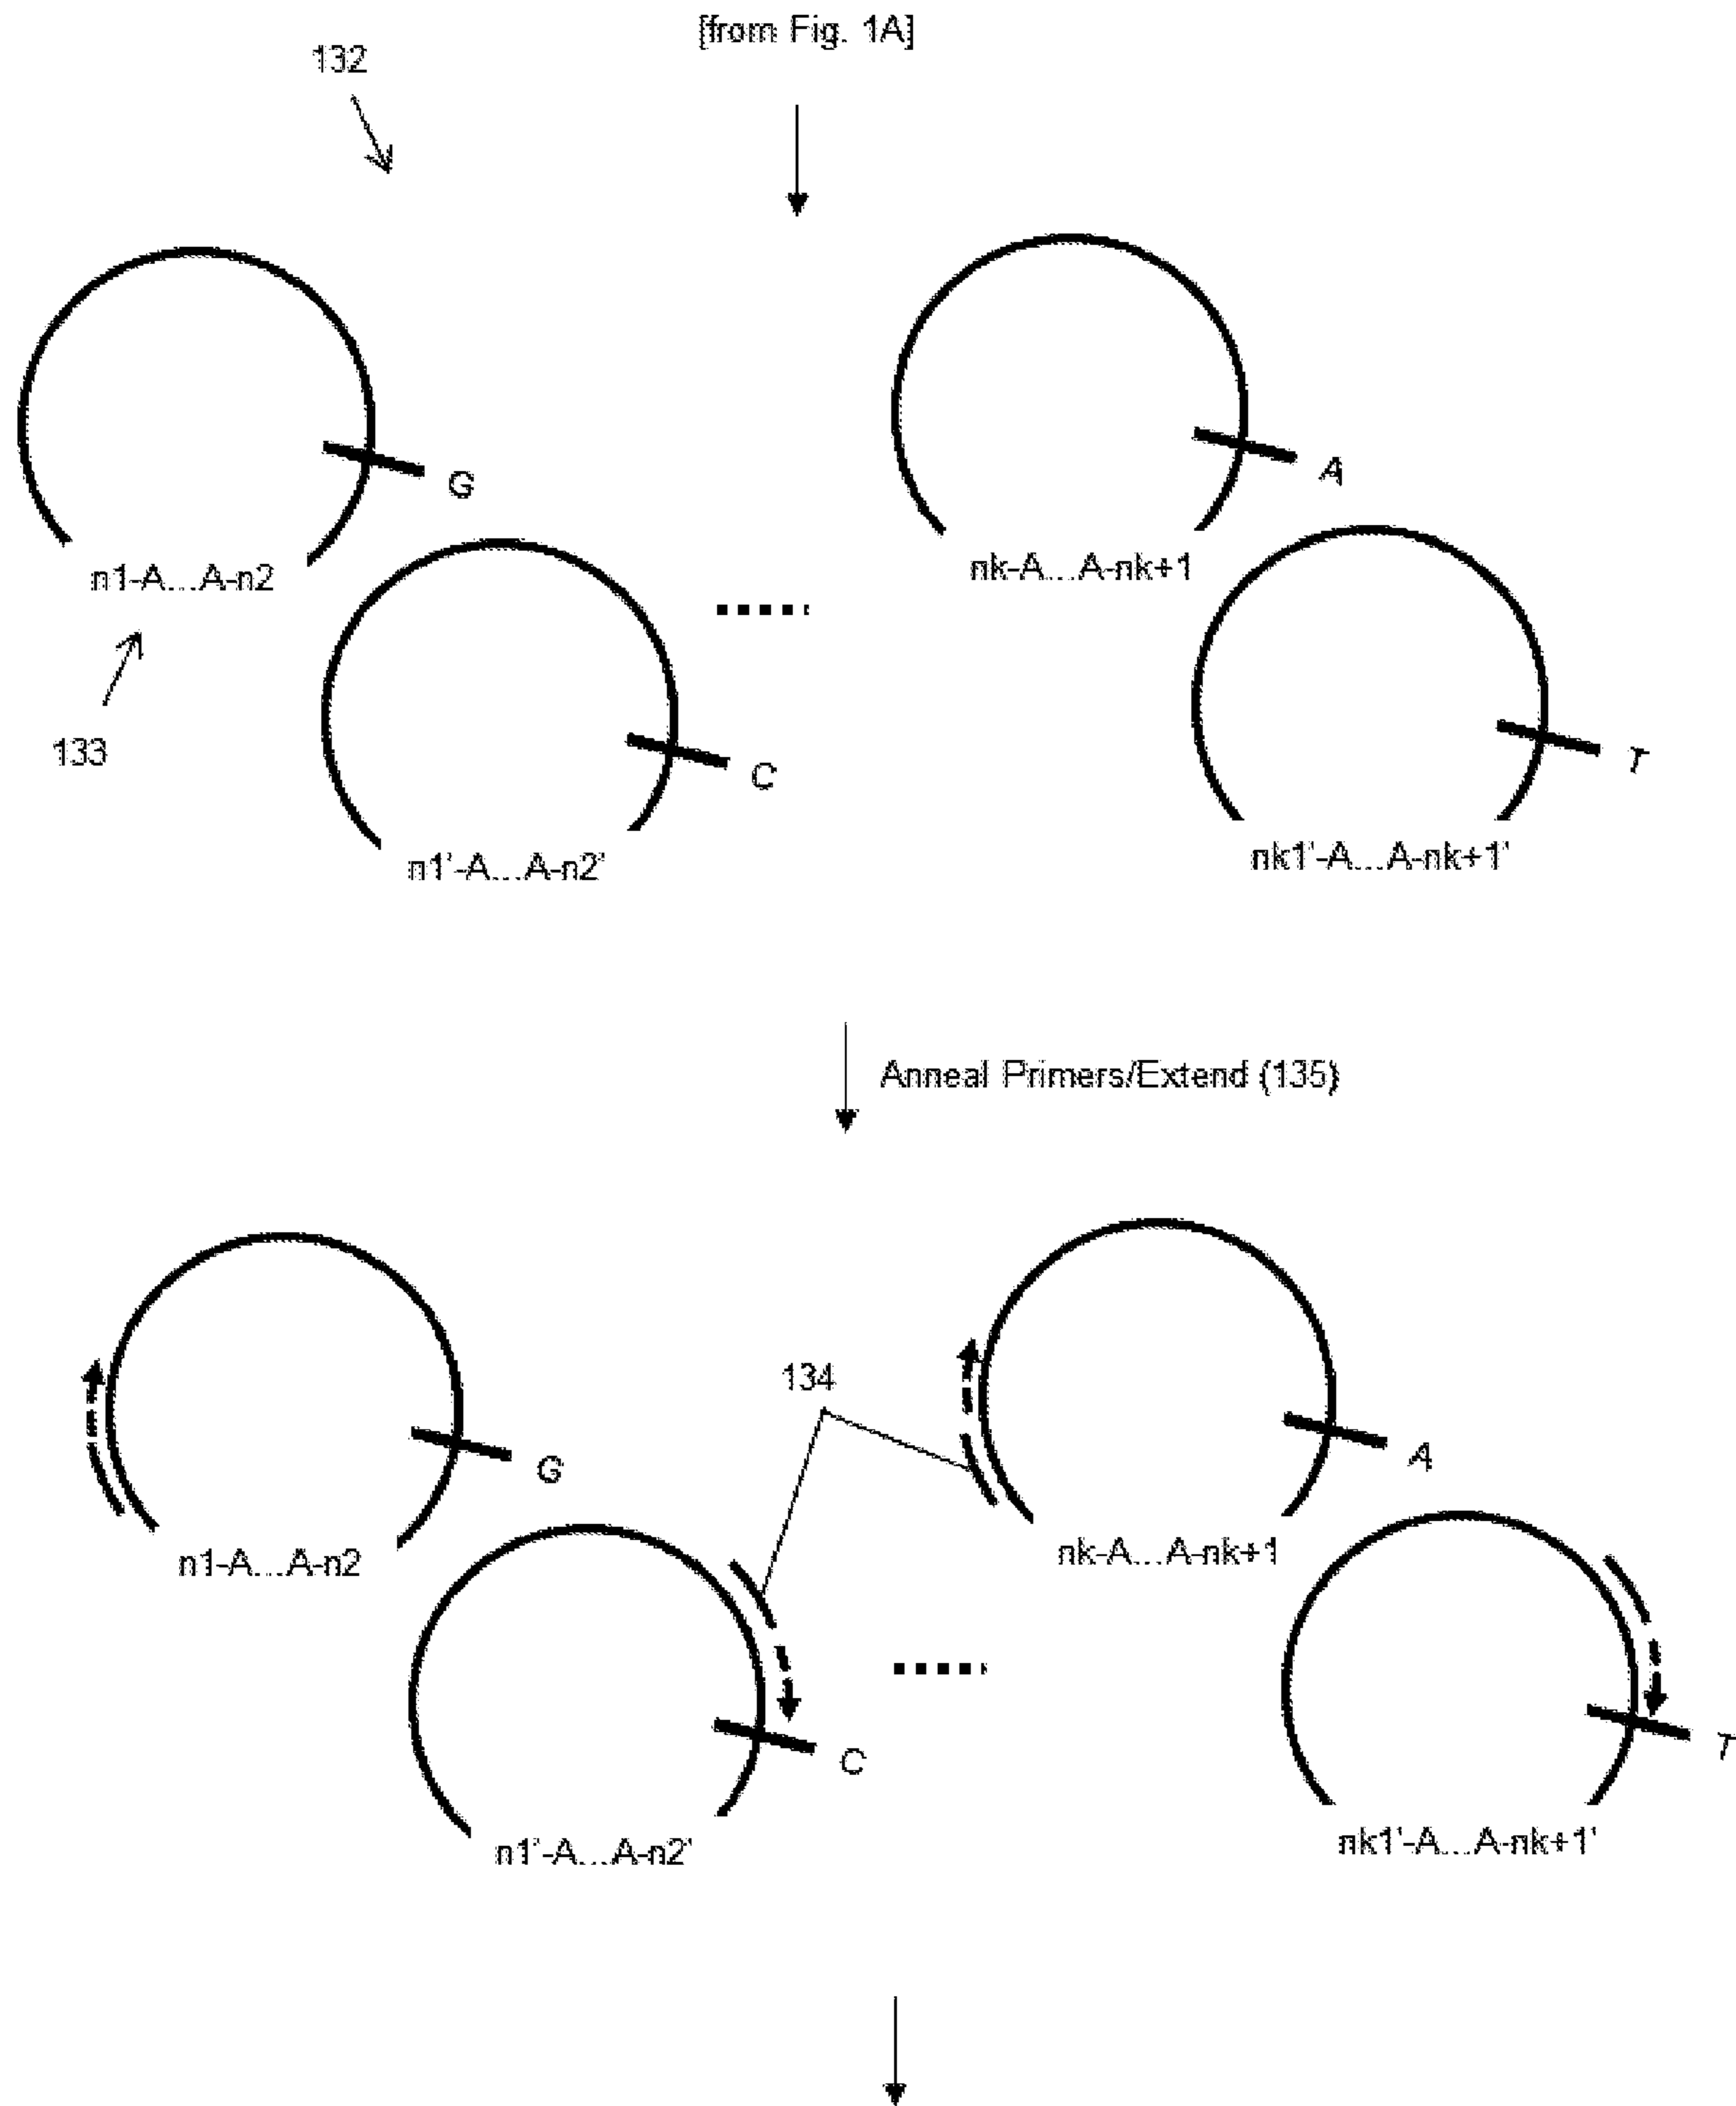 [from Fig. 1A]
132
G
A
n1-A...A-n2
nk-A...A-nk+1
133
C
T
n1'-A...A-n2'
nk1'-A...A-nk+1'
Anneal Primers/Extend (135)
134
G
A
n1-A...A-n2
nk-A...A-nk+1
C
T
n1'-A...A-n2'
nk1'-A...A-nk+1'